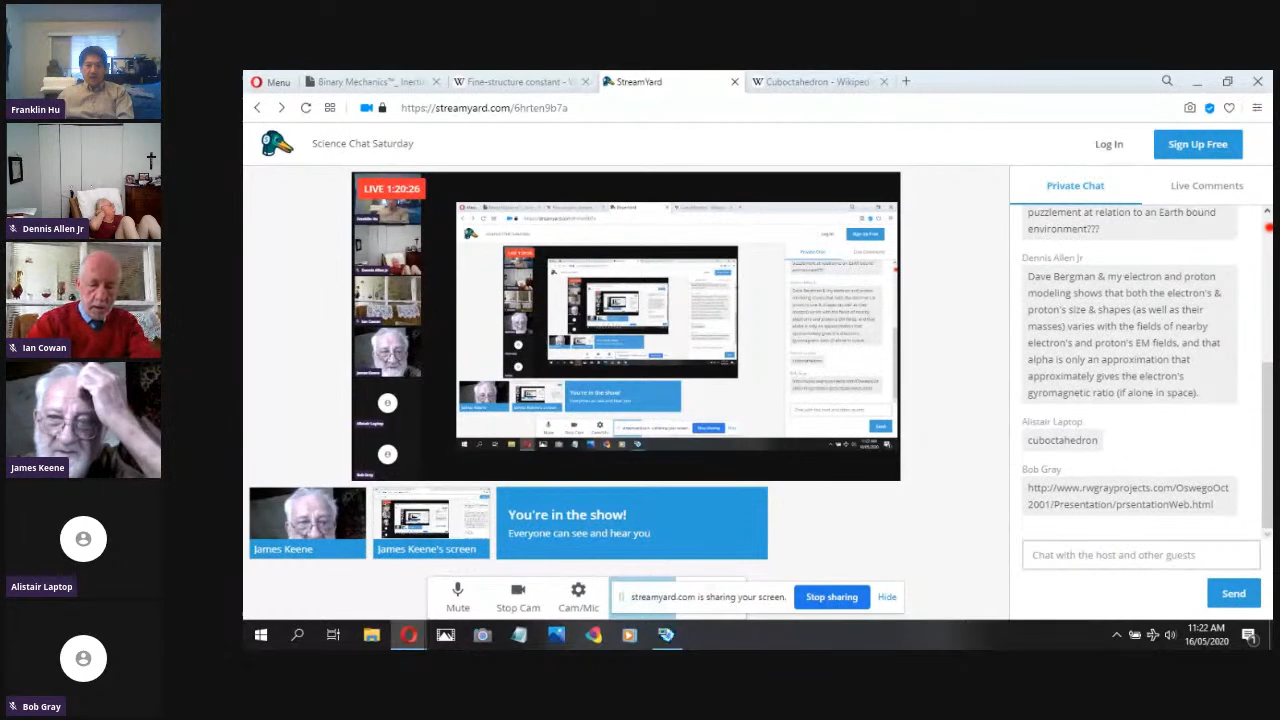 Franklin Hu
Dennis Allen Jr
Ian Cowan
James Keene
Alistair Laptop
Bob Gray
Menu
Binary Mechanics™_ Inerti
Fine-structure constant - W
StreamYard
Cuboctahedron - Wikiped
https://streamyard.com/6hrten9b7a
Science Chat Saturday
Log In
Sign Up Free
LIVE 1:20:26
Private Chat
Live Comments
puzzlement at relation to an Earth bound
environment???
Dennis Allen Jr
Dave Bergman & my electron and proton
modeling shows that both the electron's &
proton's size & shapes (as well as their
masses) varies with the fields of nearby
electron's and proton's EM fields, and that
alpha is only an approximation that
approximately gives the electron's
gyromagnetic ratio (if alone in space).
Alistair Laptop
cuboctahedron
Bob Gray
http://www.rwgrayprojects.com/OswegoOct
2001/Presentation/prsentationWeb.html
Chat with the host and other guests
Send
James Keene
James Keene's screen
You're in the show!
Everyone can see and hear you
Mute
Stop Cam
Cam/Mic
streamyard.com is sharing your screen.
Stop sharing
Hide
11:22 AM
16/05/2020